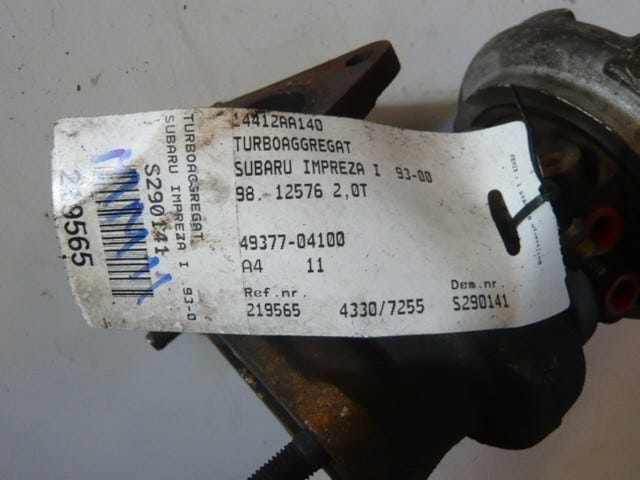 14412AA140
TURBOAGGREGAT
SUBARU IMPREZA I 93-00
98. 12576 2,0T
49377-04100
A4 11
Ref.nr. Dem.nr.
219565 4330/7255 S290141
TURBOAGGREGAT
SUBARU IMPREZA I 93-0
S290141
219565